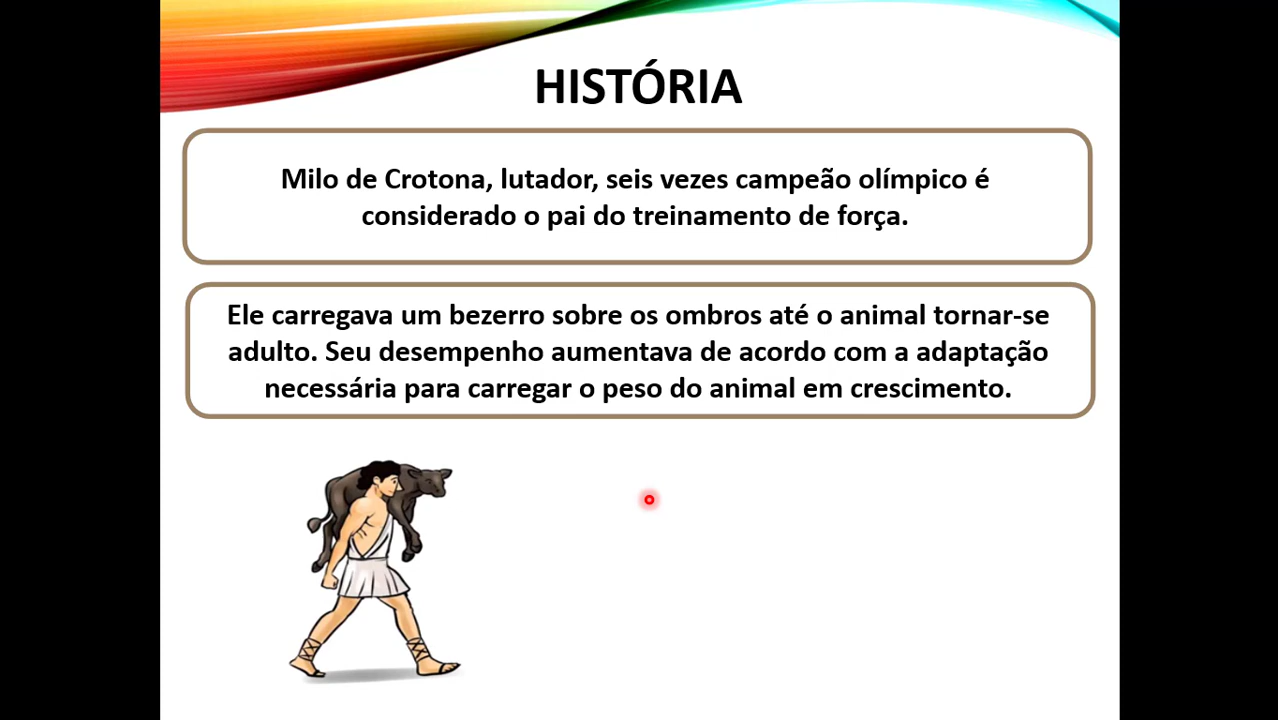 HISTÓRIA
Milo de Crotona, lutador, seis vezes campeão olímpico é
considerado o pai do treinamento de força.
Ele carregava um bezerro sobre os ombros até o animal tornar-se
adulto. Seu desempenho aumentava de acordo com a adaptação
necessária para carregar o peso do animal em crescimento.